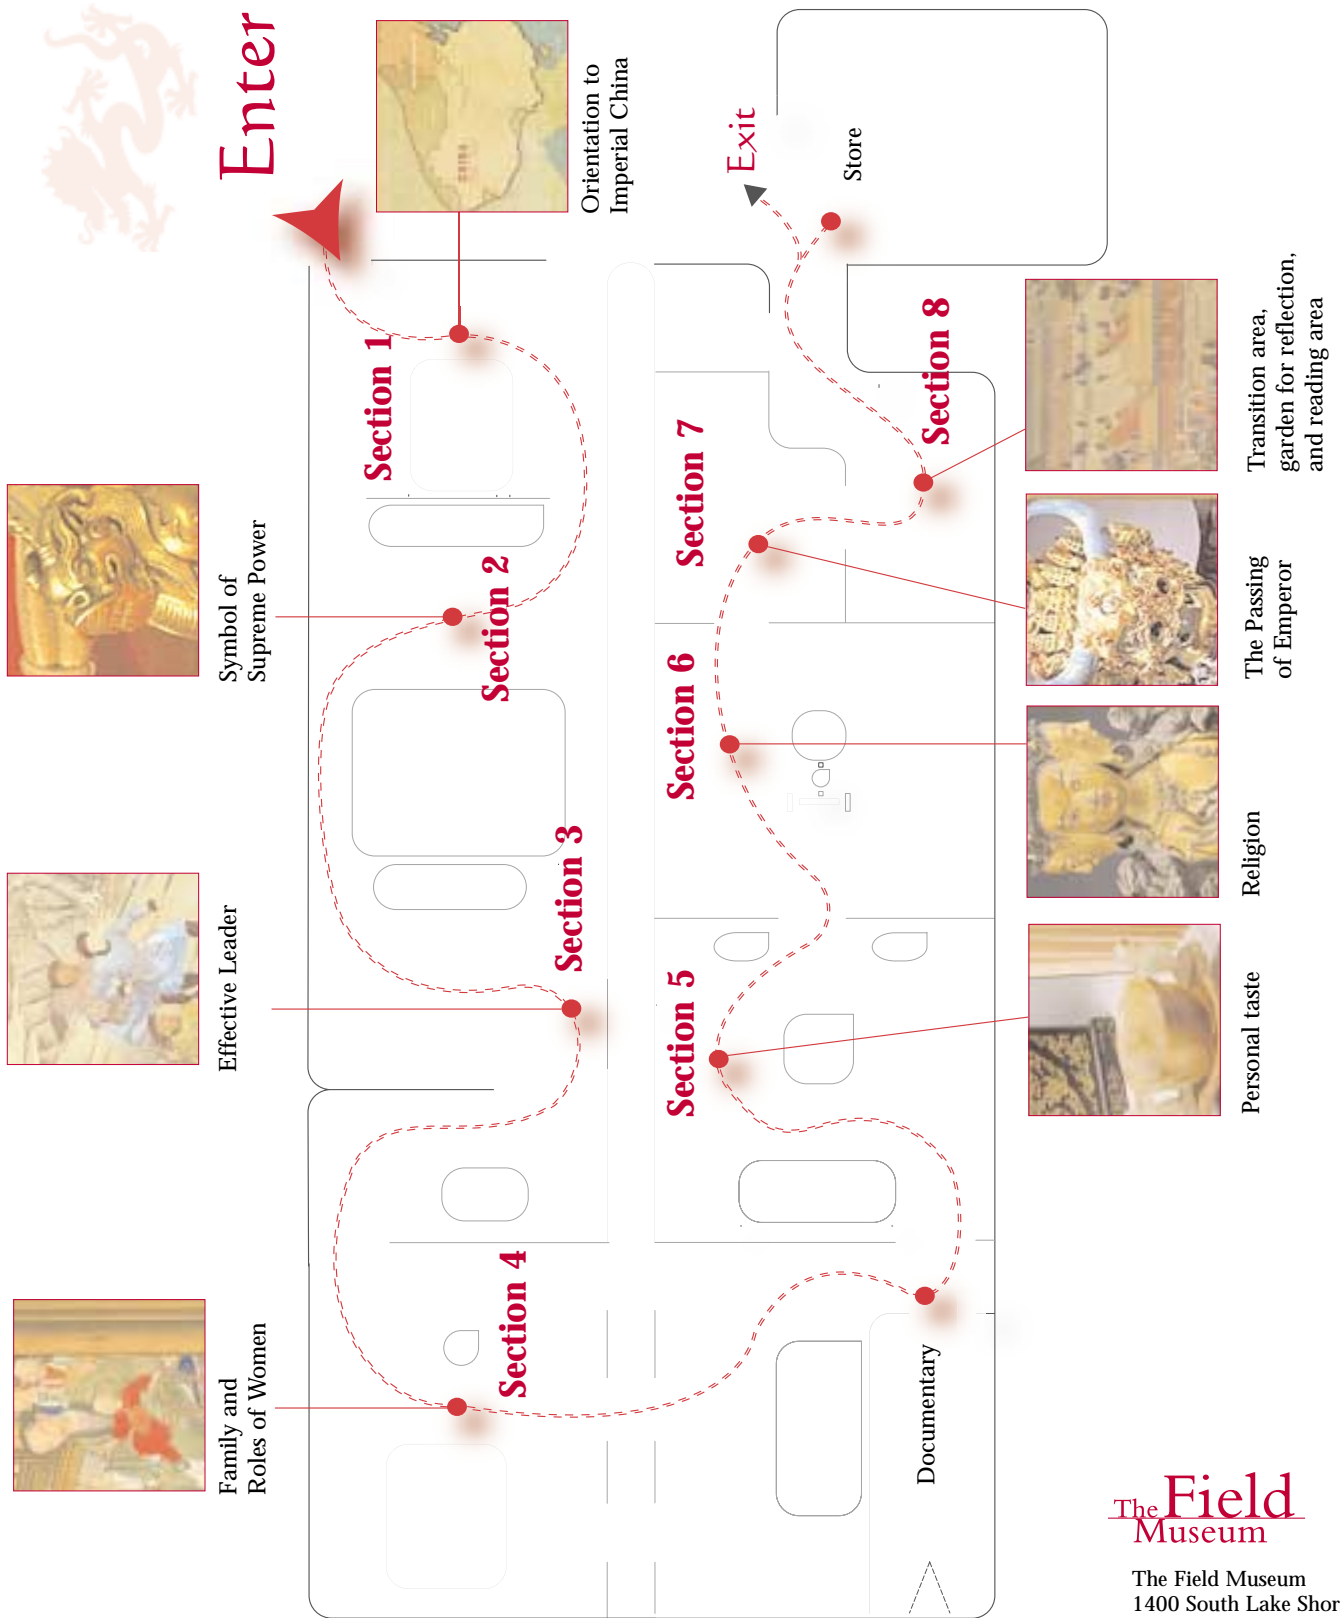 Enter
Orientation to
Imperial China
Section 1
Symbol of
Supreme Power
Section 2
Effective Leader
Section 3
Family and
Roles of Women
Section 4
Documentary
Section 5
Personal taste
Section 6
Religion
Section 7
The Passing
of Emperor
Section 8
Transition area,
garden for reflection,
and reading area
Store
Exit
The Field
Museum
The Field Museum
1400 South Lake Shor